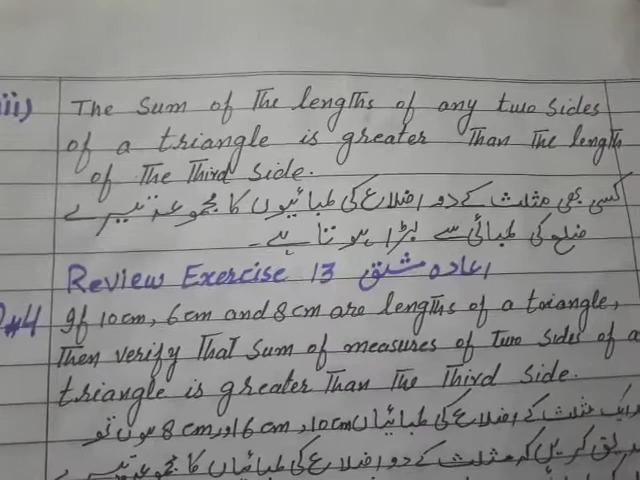 iii) The Sum of The lengths of any two sides
of a triangle is greater Than The length
of The Third side.
کسی بھی مثلث کے دو اضلاع کی لمبائیوں کا مجموعہ تیسرے
ضلع کی لمبائی سے بڑا ہوتا ہے۔
Review Exercise 13 اعادہ مشق
Q#4 If 10cm, 6cm and 8cm are lengths of a triangle,
Then verify That Sum of measures of Two sides of a
triangle is greater Than The Third side.
ایک مثلث کے اضلاع کی لمبائیاں 10cm، 6cm اور 8cm ہوں تو
کریں کہ مثلث کے دو اضلاع کی لمبائیاں کا مجموعہ تیسرے